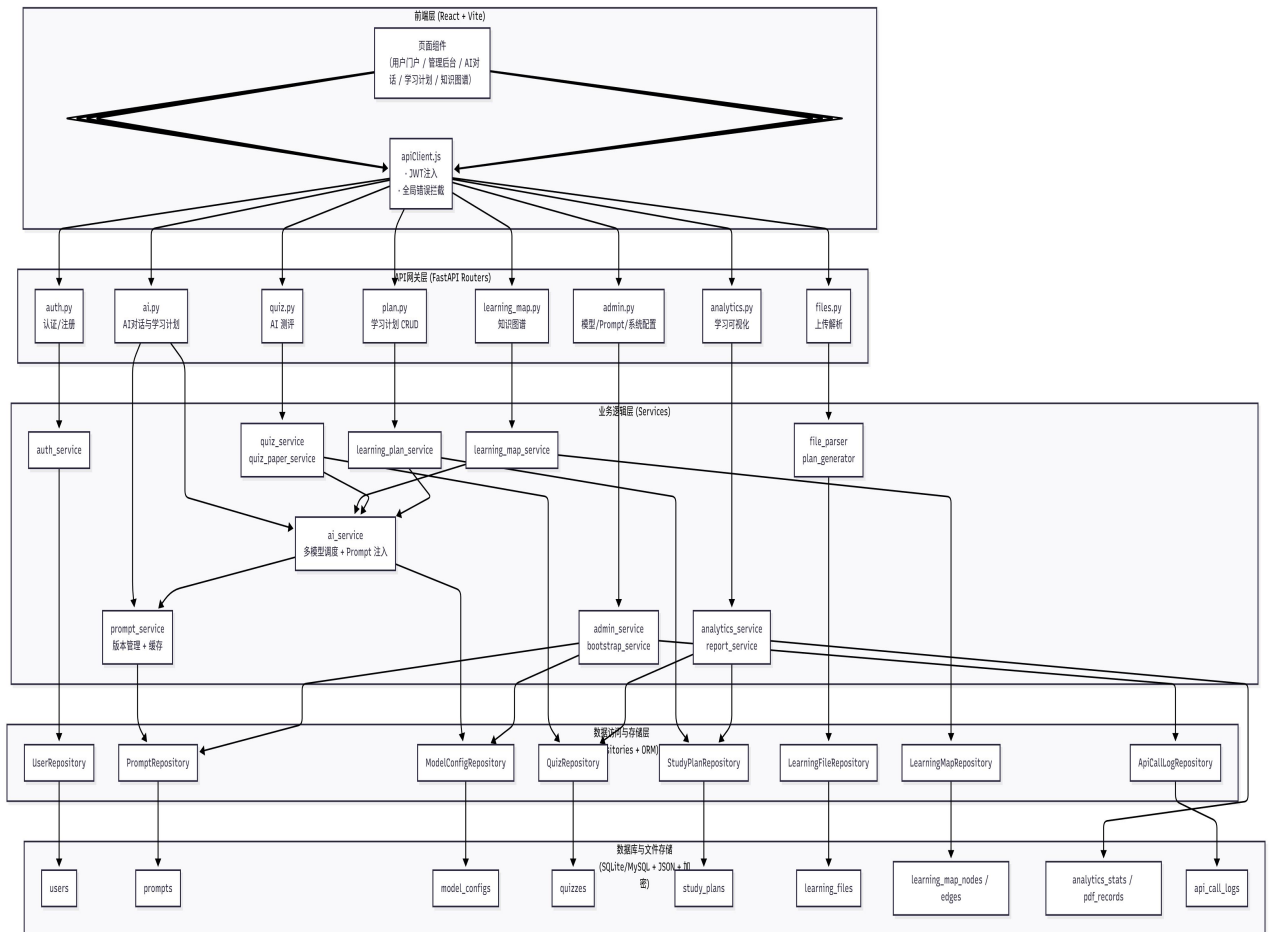 前端层 (React + Vite)
页面组件
(用户门户 / 管理后台 / AI对
话 / 学习计划 / 知识图谱)
apiClient.js
· JWT注入
· 全局错误拦截
API网关层 (FastAPI Routers)
auth.py
认证/注册
ai.py
AI对话与学习计划
quiz.py
AI 测评
plan.py
学习计划 CRUD
learning_map.py
知识图谱
admin.py
模型/Prompt/系统配置
analytics.py
学习可视化
files.py
上传解析
业务逻辑层 (Services)
auth_service
quiz_service
quiz_paper_service
learning_plan_service
learning_map_service
file_parser
plan_generator
ai_service
多模型调度 + Prompt 注入
prompt_service
版本管理 + 缓存
admin_service
bootstrap_service
analytics_service
report_service
数据访问与存储层
sitories + ORM)
UserRepository
PromptRepository
ModelConfigRepository
QuizRepository
StudyPlanRepository
LearningFileRepository
LearningMapRepository
ApiCallLogRepository
数据库与文件存储
(SQLite/MySQL + JSON + 加
密)
users
prompts
model_configs
quizzes
study_plans
learning_files
learning_map_nodes /
edges
analytics_stats /
pdf_records
api_call_logs